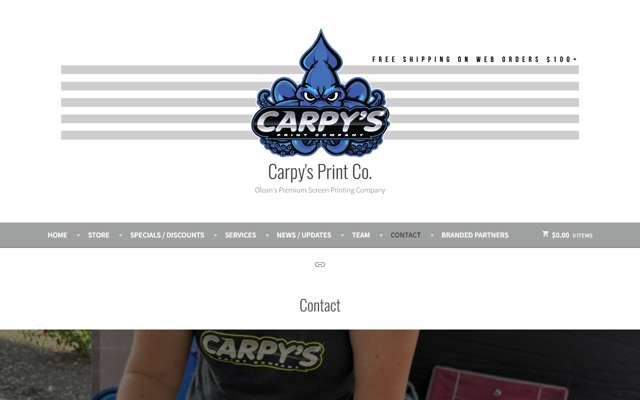 FREE SHIPPING ON WEB ORDERS $100+
CARPY'S
PRINT COMPANY
Carpy's Print Co.
Olean's Premium Screen Printing Company
HOME
STORE
SPECIALS / DISCOUNTS
SERVICES
NEWS / UPDATES
TEAM
CONTACT
BRANDED PARTNERS
$0.00 0 ITEMS
Contact
CARPY'S